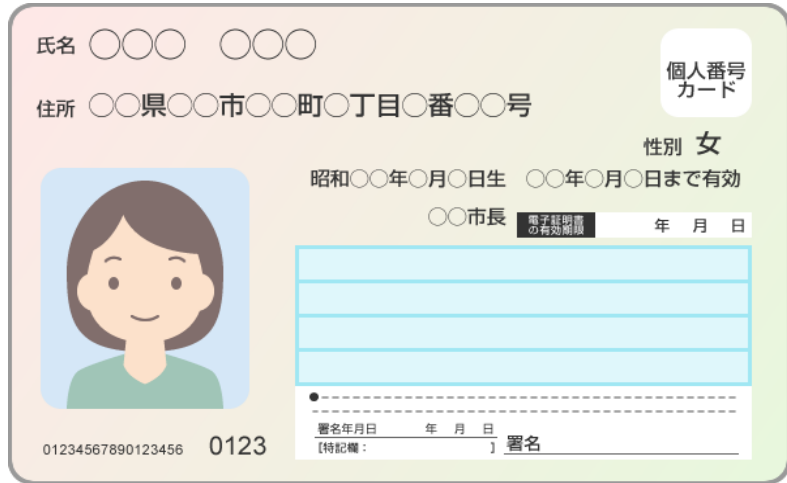 氏名 ○○○ ○○○
個人番号
カード
住所 ○○県○○市○○町○丁目○番○○号
性別 女
昭和○○年○月○日生 ○○年○月○日まで有効
○○市長
電子証明書
の有効期限
年 月 日
署名年月日 年 月 日
[特記欄: ]
署名
01234567890123456 0123